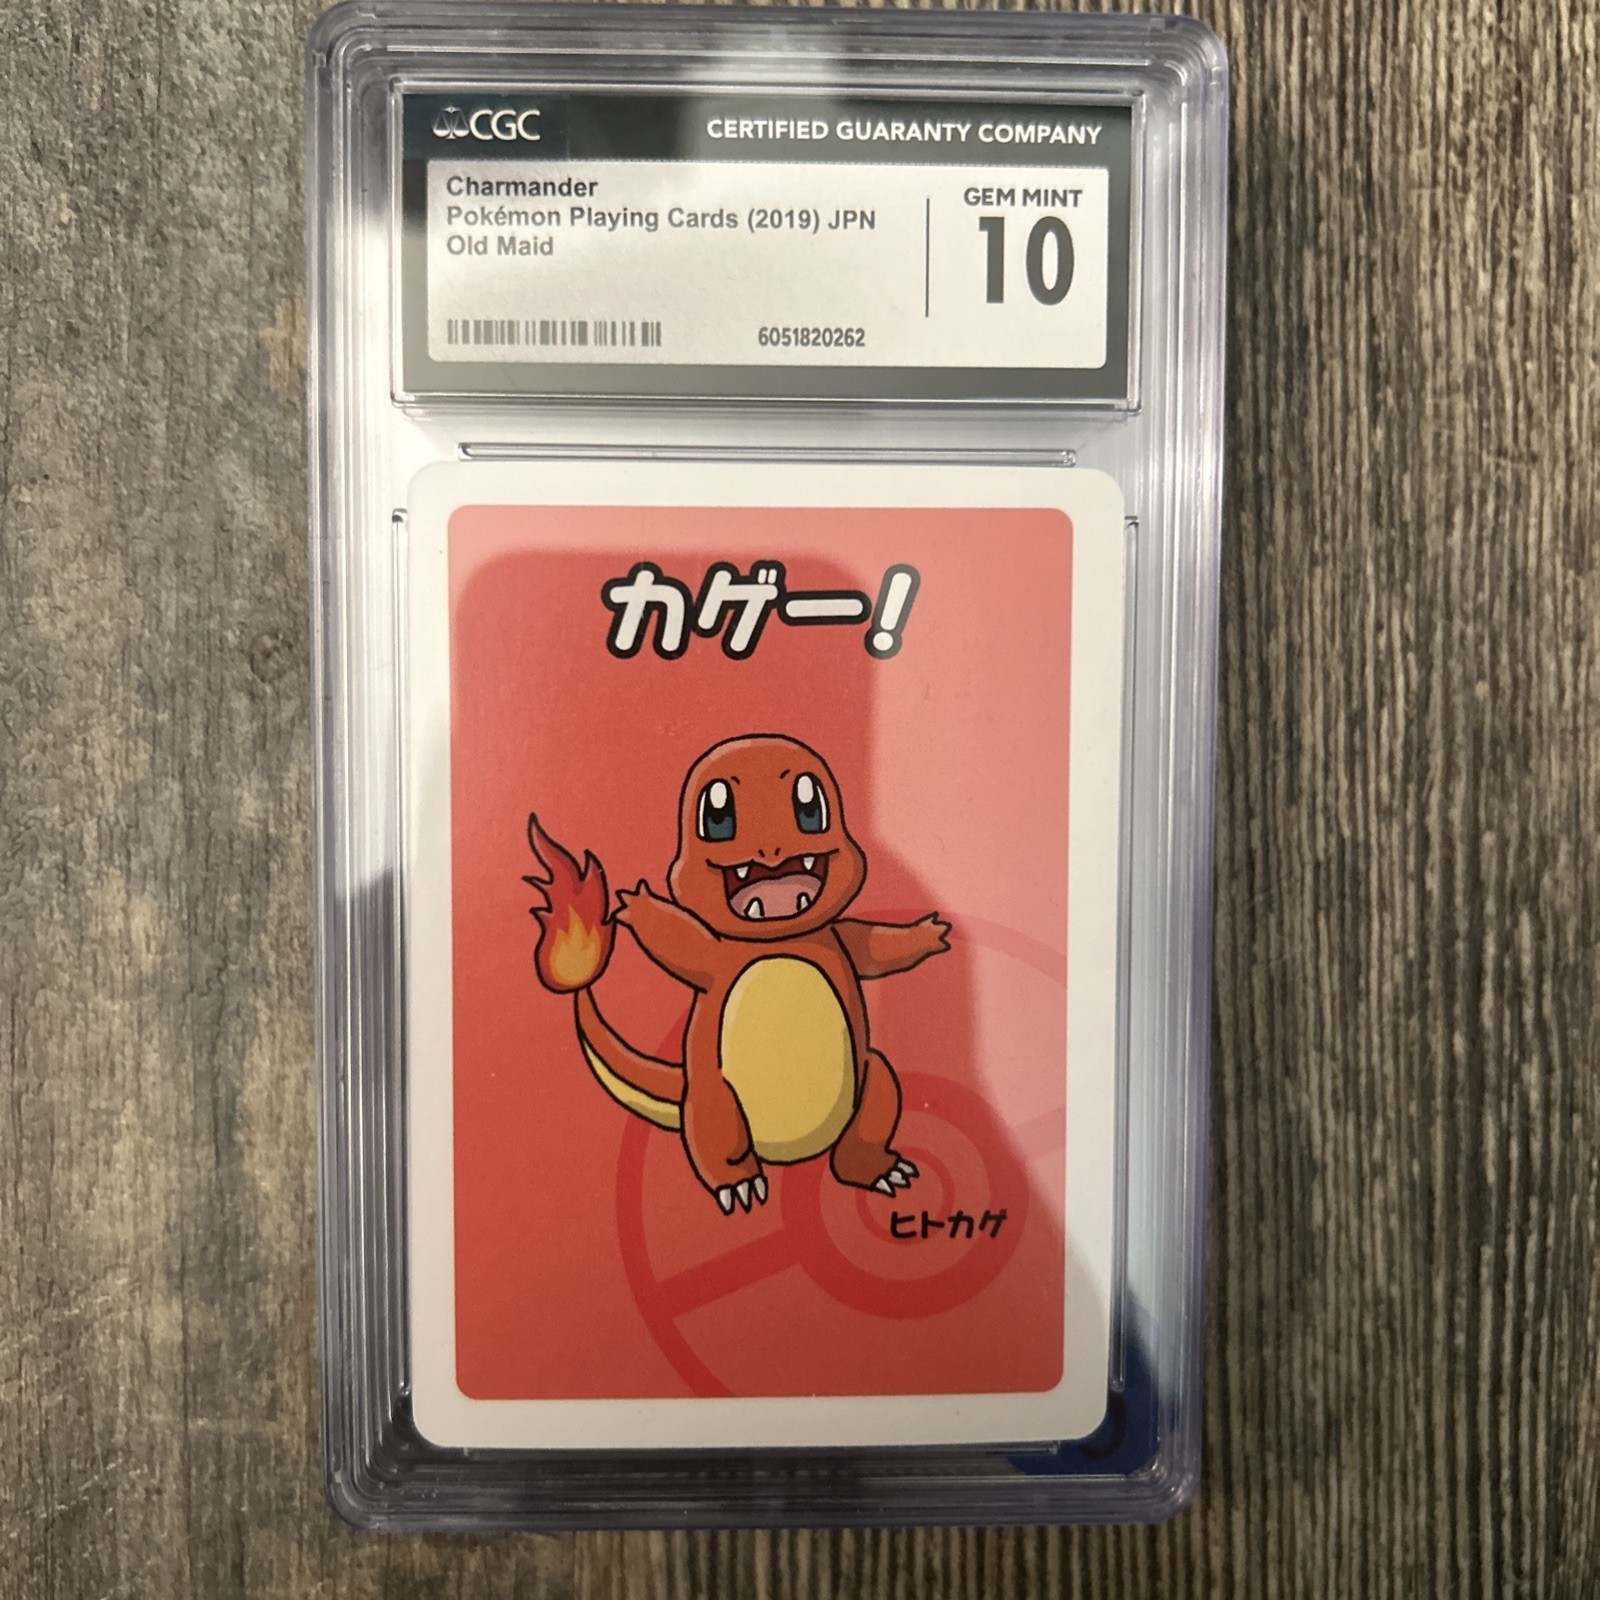 CGC CERTIFIED GUARANTY COMPANY
Charmander
Pokémon Playing Cards (2019) JPN
Old Maid
GEM MINT
10
6051820262
カゲー!
ヒトカゲ